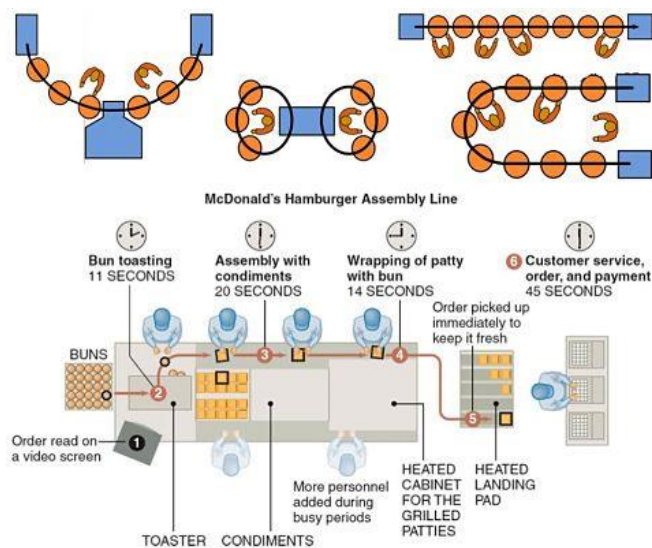 McDonald's Hamburger Assembly Line
Bun toasting
11 SECONDS
Assembly with
condiments
20 SECONDS
Wrapping of patty
with bun
14 SECONDS
6 Customer service,
order, and payment
45 SECONDS
Order picked up
immediately to
keep it fresh
BUNS
2
3
4
5
Order read on
a video screen
1
More personnel
added during
busy periods
HEATED
CABINET
FOR THE
GRILLED
PATTIES
HEATED
LANDING
PAD
TOASTER
CONDIMENTS